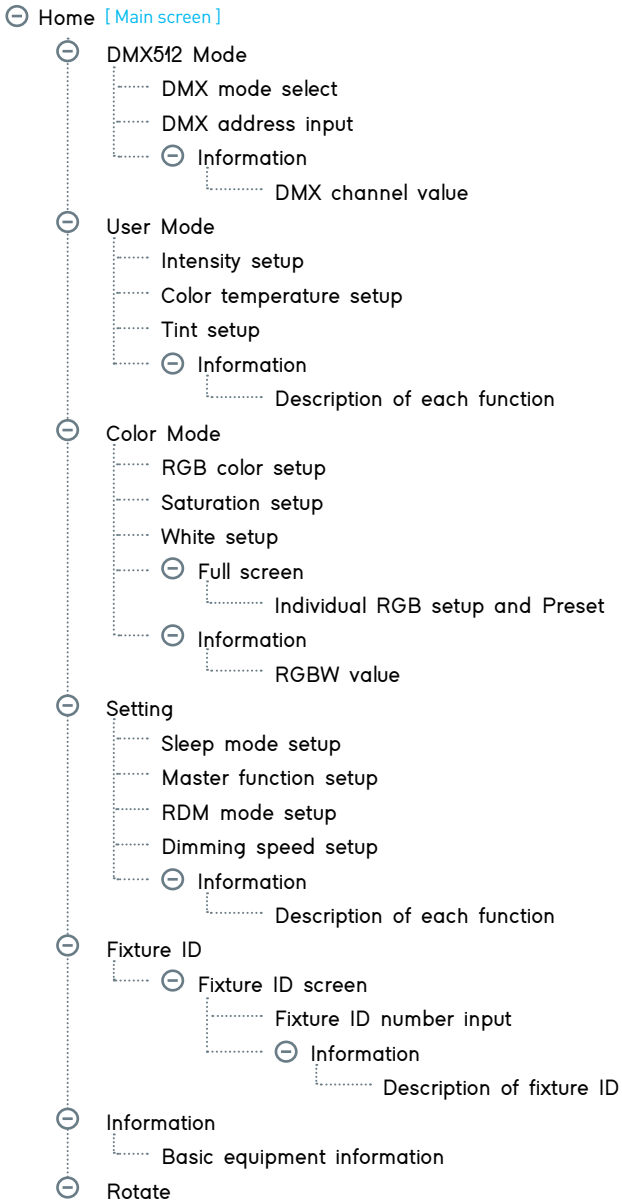 Home [ Main screen ]
DMX512 Mode
DMX mode select
DMX address input
Information
DMX channel value
User Mode
Intensity setup
Color temperature setup
Tint setup
Information
Description of each function
Color Mode
RGB color setup
Saturation setup
White setup
Full screen
Individual RGB setup and Preset
Information
RGBW value
Setting
Sleep mode setup
Master function setup
RDM mode setup
Dimming speed setup
Information
Description of each function
Fixture ID
Fixture ID screen
Fixture ID number input
Information
Description of fixture ID
Information
Basic equipment information
Rotate